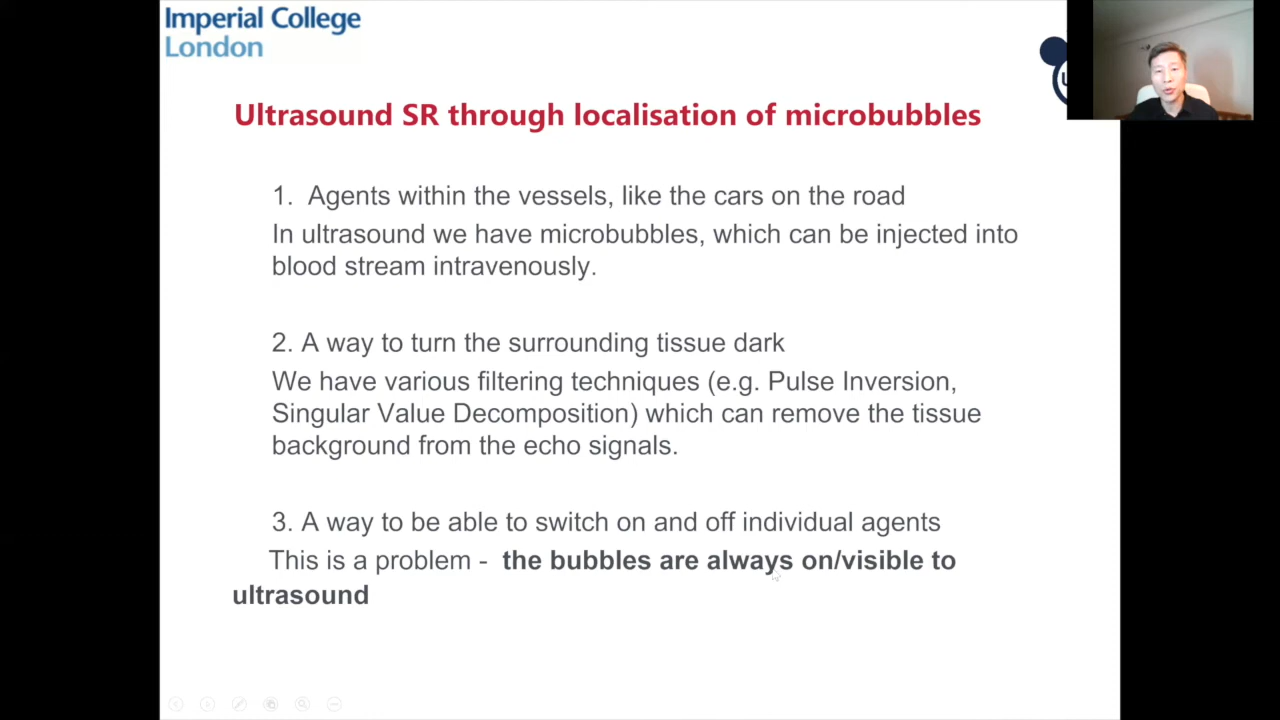 Imperial College
London
Ultrasound SR through localisation of microbubbles
1. Agents within the vessels, like the cars on the road
In ultrasound we have microbubbles, which can be injected into
blood stream intravenously.
2. A way to turn the surrounding tissue dark
We have various filtering techniques (e.g. Pulse Inversion,
Singular Value Decomposition) which can remove the tissue
background from the echo signals.
3. A way to be able to switch on and off individual agents
This is a problem - the bubbles are always on/visible to
ultrasound